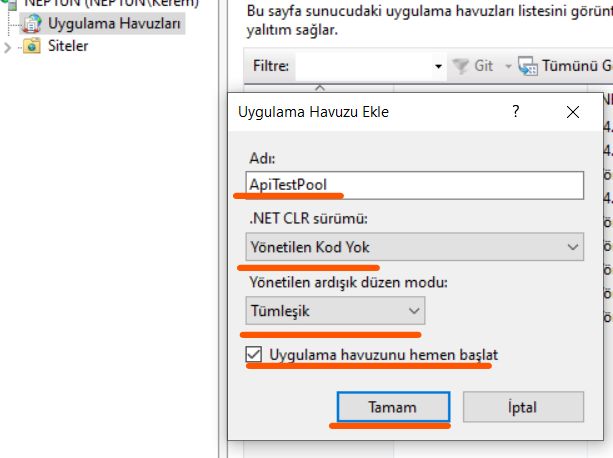 NEPTUN (NEPTUN\Kerem)
Uygulama Havuzları
Siteler
Bu sayfa sunucudaki uygulama havuzları listesini görünt
yalıtım sağlar.
Filtre:
Git
Tümünü G
Uygulama Havuzu Ekle
?
Adı:
ApiTestPool
.NET CLR sürümü:
Yönetilen Kod Yok
Yönetilen ardışık düzen modu:
Tümleşik
Uygulama havuzunu hemen başlat
Tamam
İptal